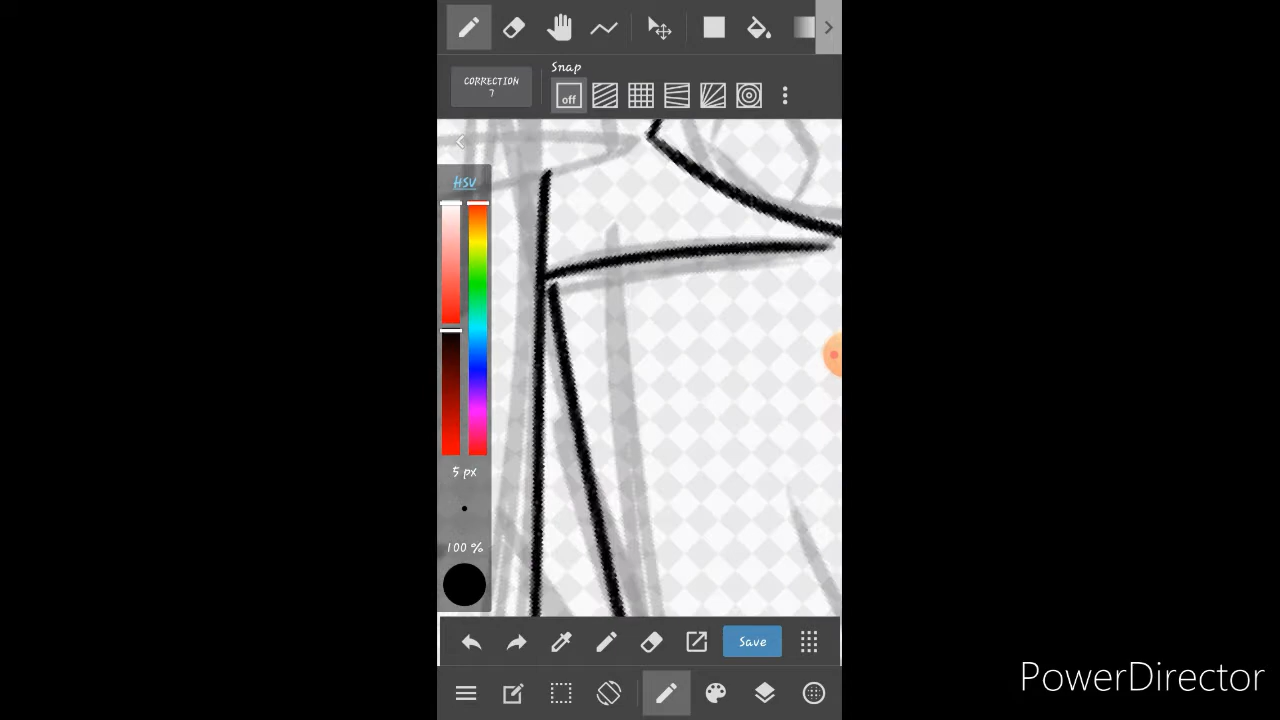 Snap
CORRECTION
7
off
HSV
5 px
100 %
Save
PowerDirector